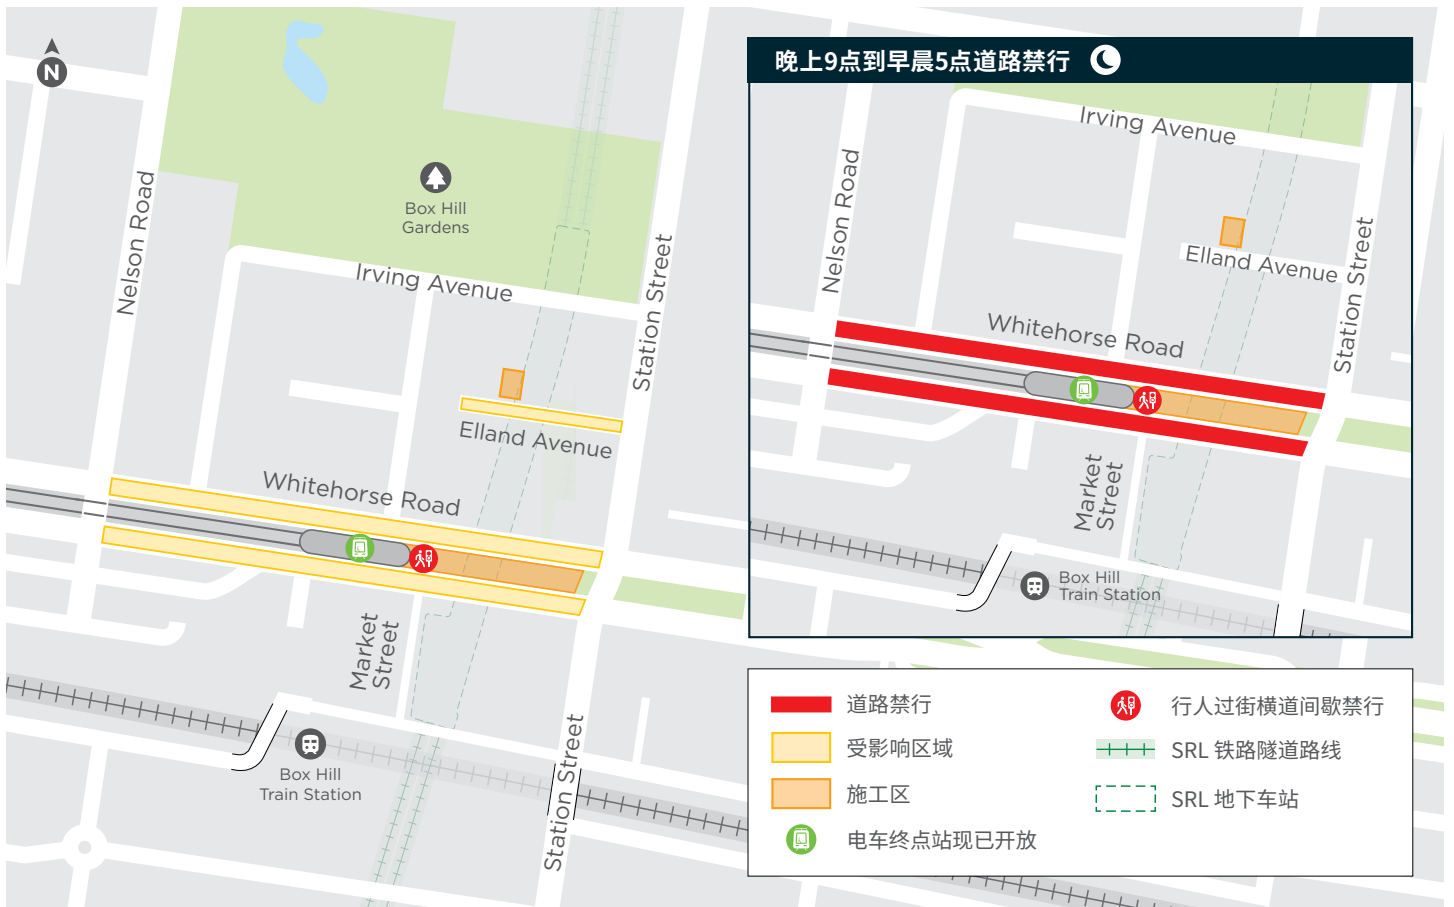 N
Nelson Road
Box Hill
Gardens
Irving Avenue
Station Street
Elland Avenue
Whitehorse Road
Market
Street
Box Hill
Train Station
Station Street
晚上9点到早晨5点道路禁行
Irving Avenue
Nelson Road
Elland Avenue
Station Street
Whitehorse Road
Market
Street
Box Hill
Train Station
道路禁行
受影响区域
施工区
电车终点站现已开放
行人过街横道间歇禁行
SRL 铁路隧道路线
SRL 地下车站